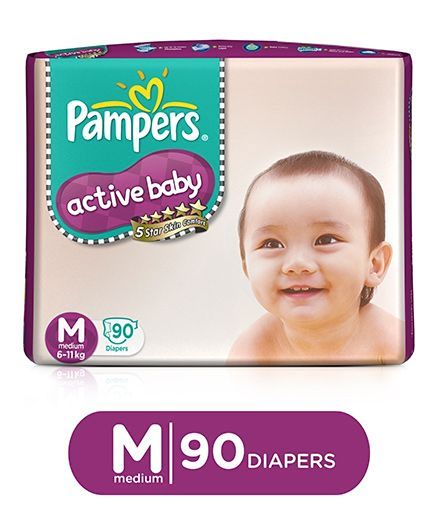 Pampers®
active baby
5 Star Skin Comfort
M
medium
6-11kg
90
Diapers
M
medium
90 DIAPERS